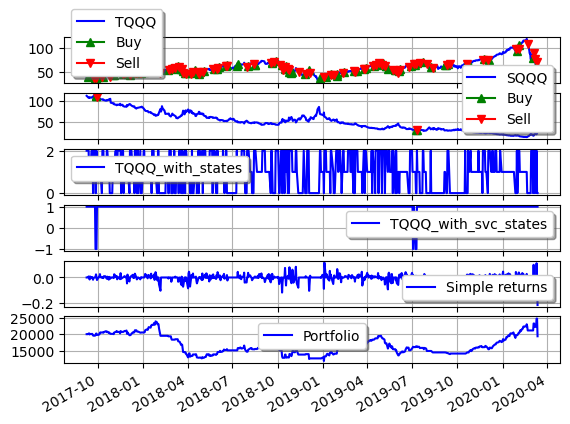 TQQQ
Buy
Sell
100
50
SQQQ
Buy
Sell
100
50
TQQQ_with_states
2
0
TQQQ_with_svc_states
1
0
−1
Simple returns
0.0
−0.2
Portfolio
25000
20000
15000
2017-10
2018-01
2018-04
2018-07
2018-10
2019-01
2019-04
2019-07
2019-10
2020-01
2020-04